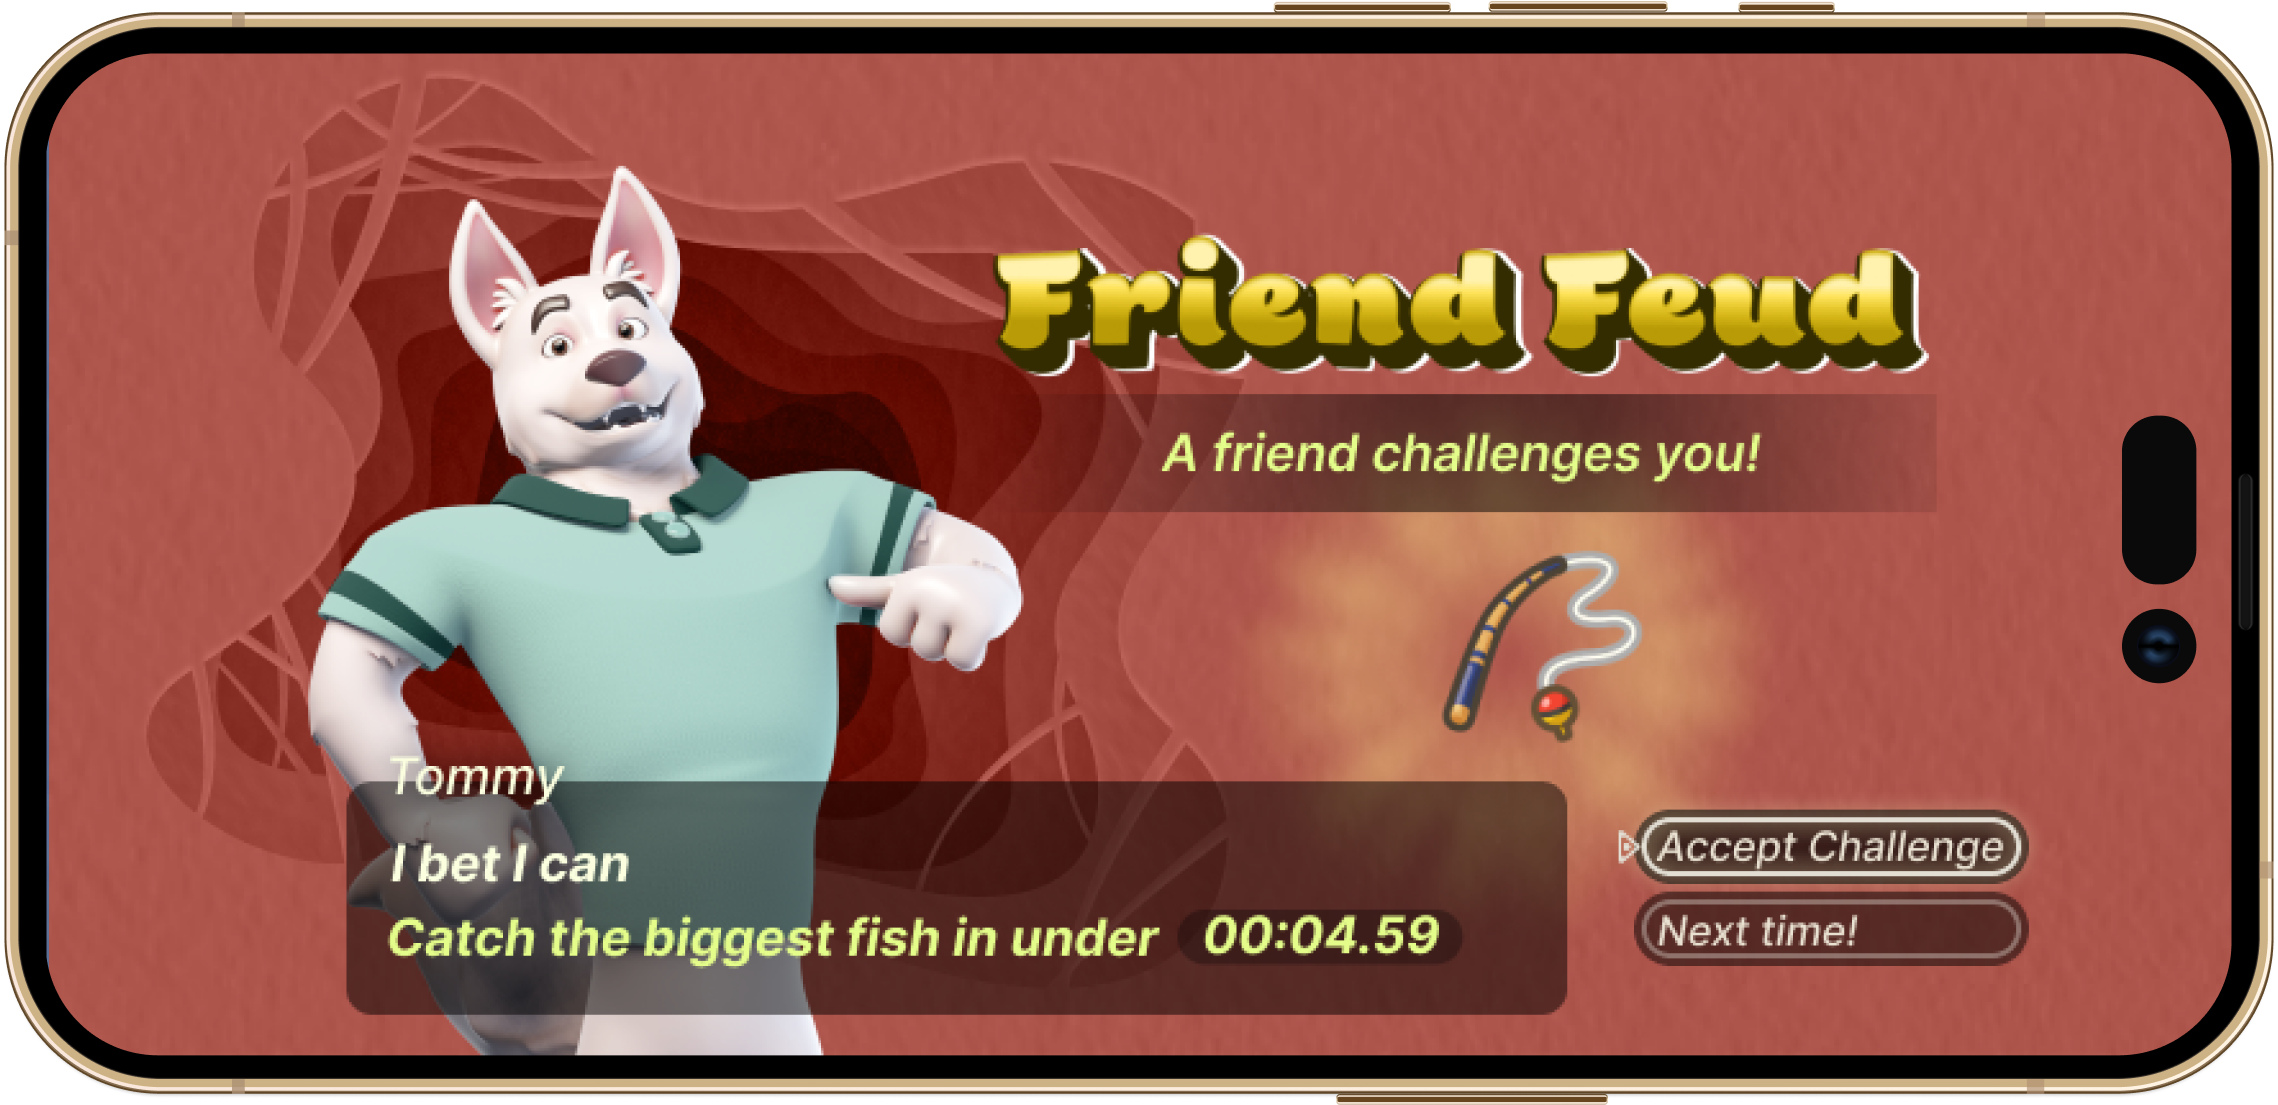 Friend Feud
A friend challenges you!
Tommy
I bet I can
Catch the biggest fish in under 00:04.59
Accept Challenge
Next time!